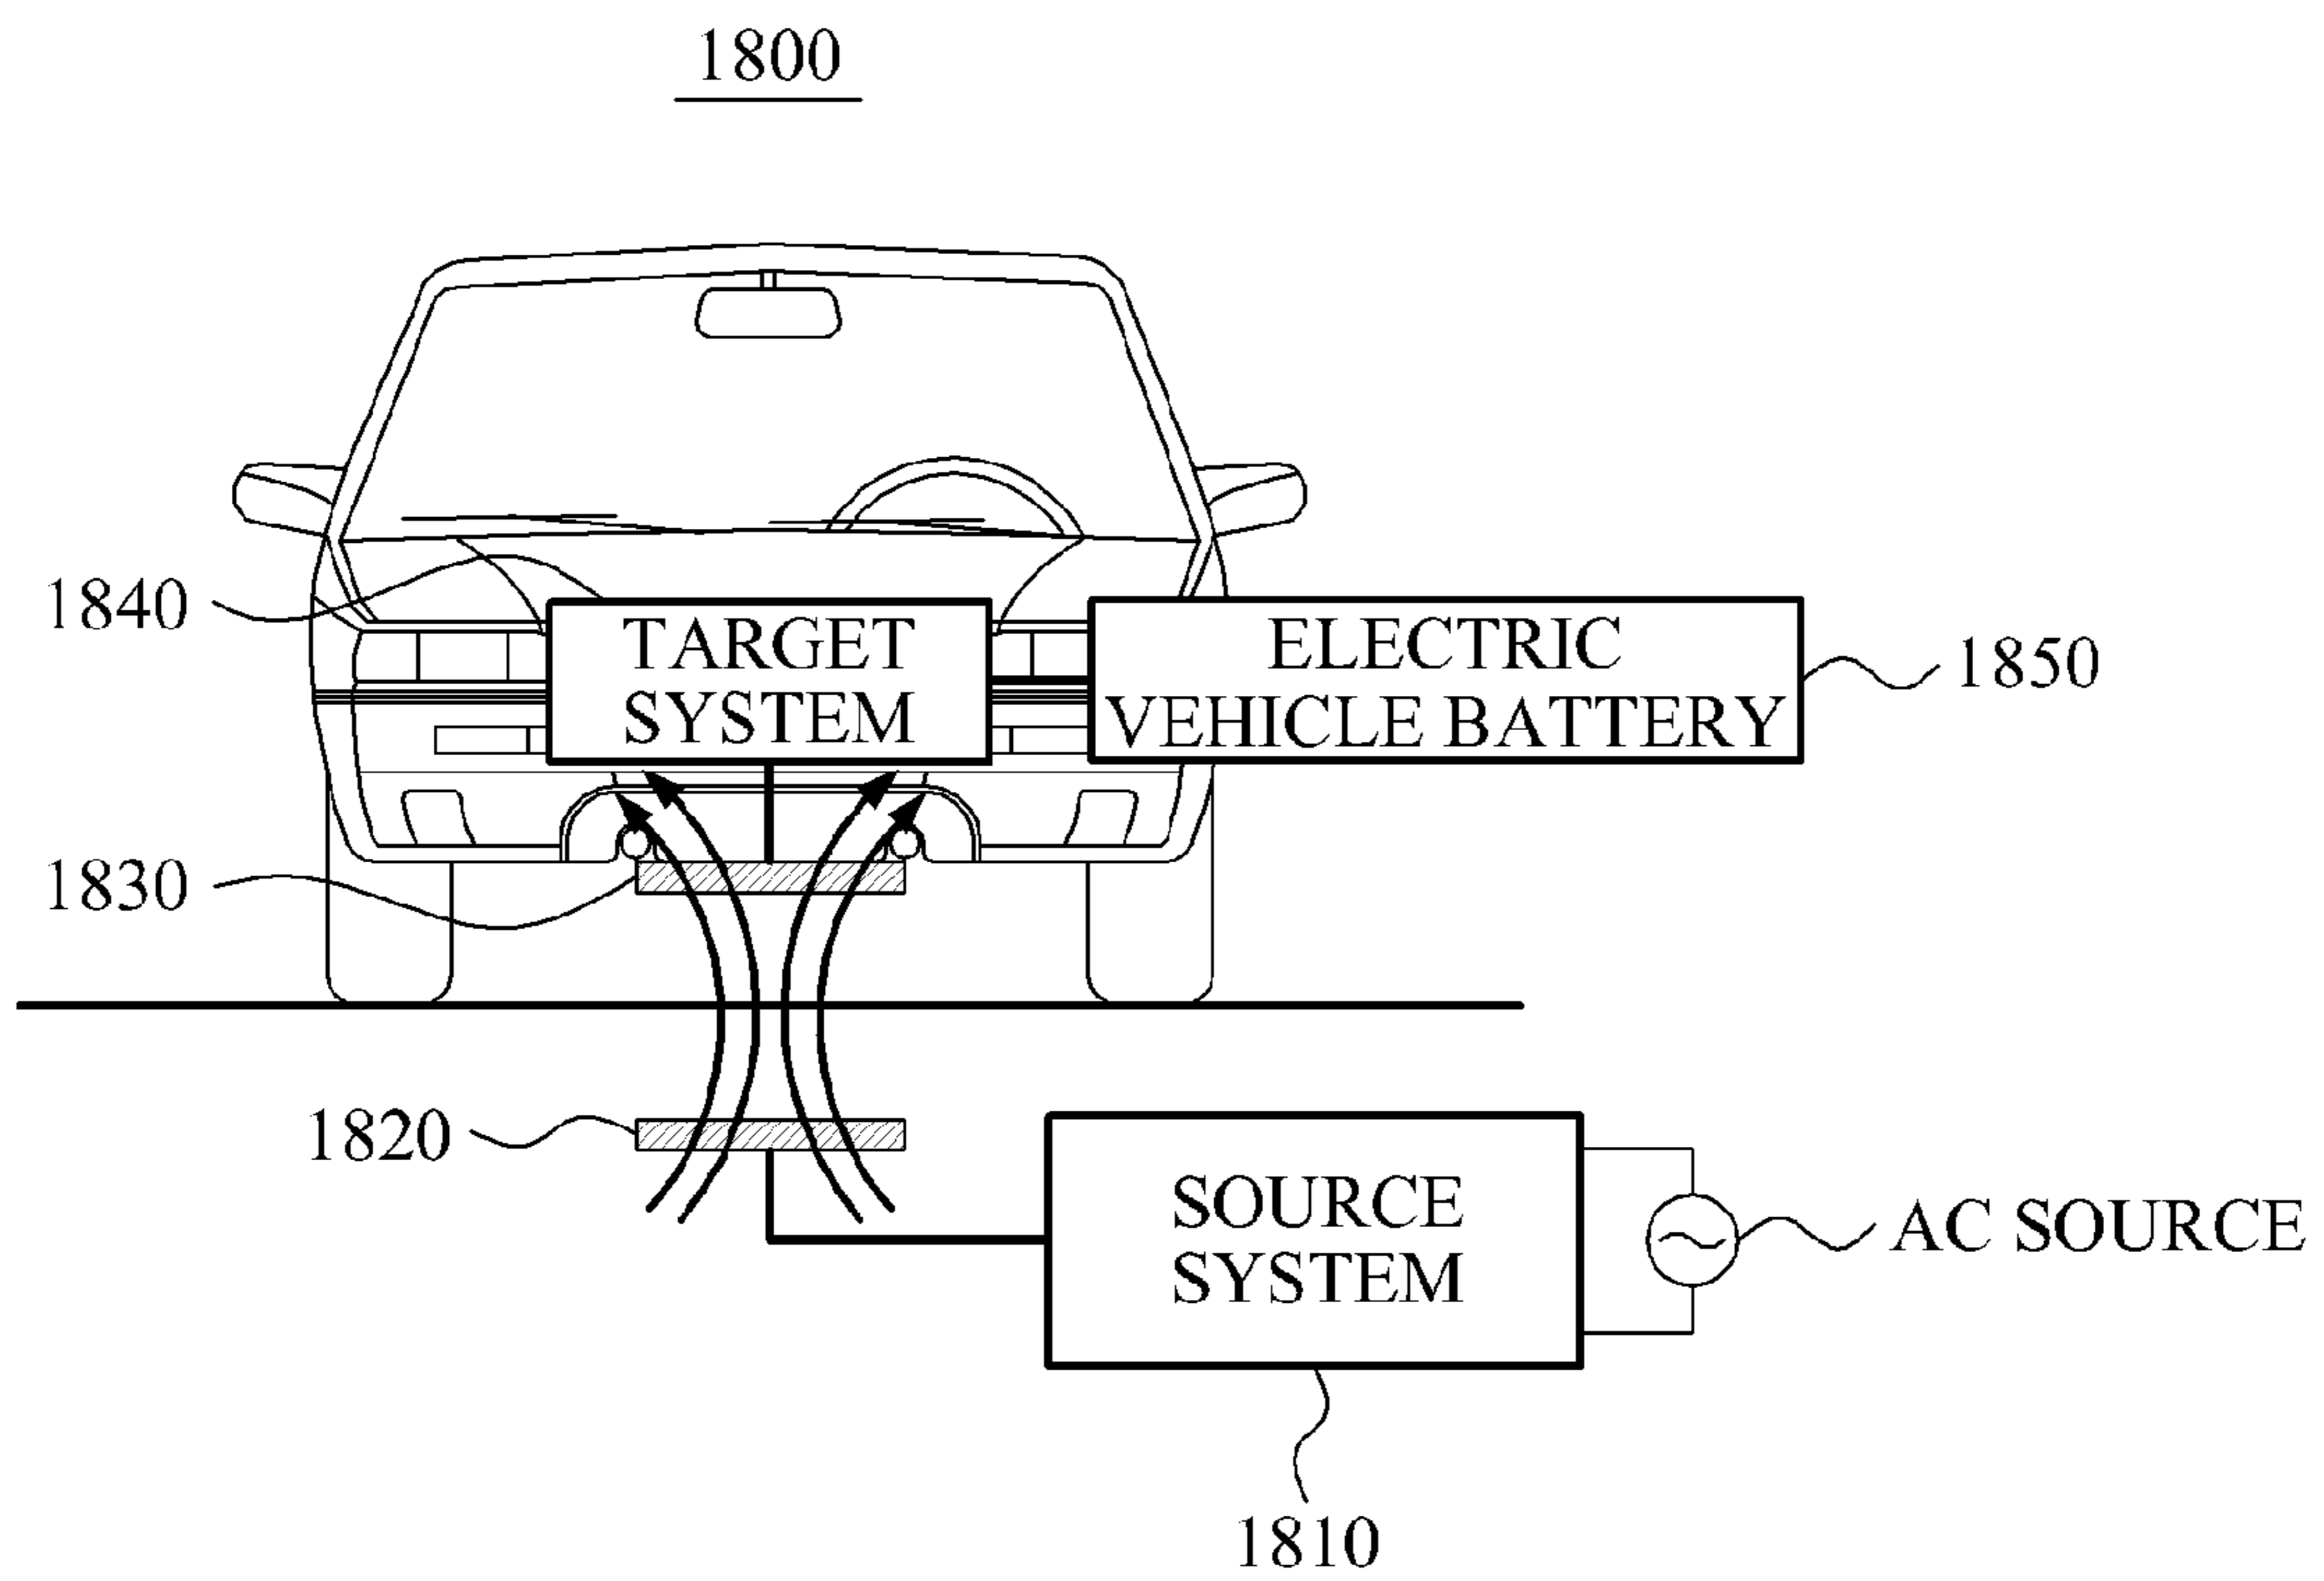 1800
1840
TARGET
SYSTEM
ELECTRIC
VEHICLE BATTERY
1850
1830
1820
SOURCE
SYSTEM
AC SOURCE
1810